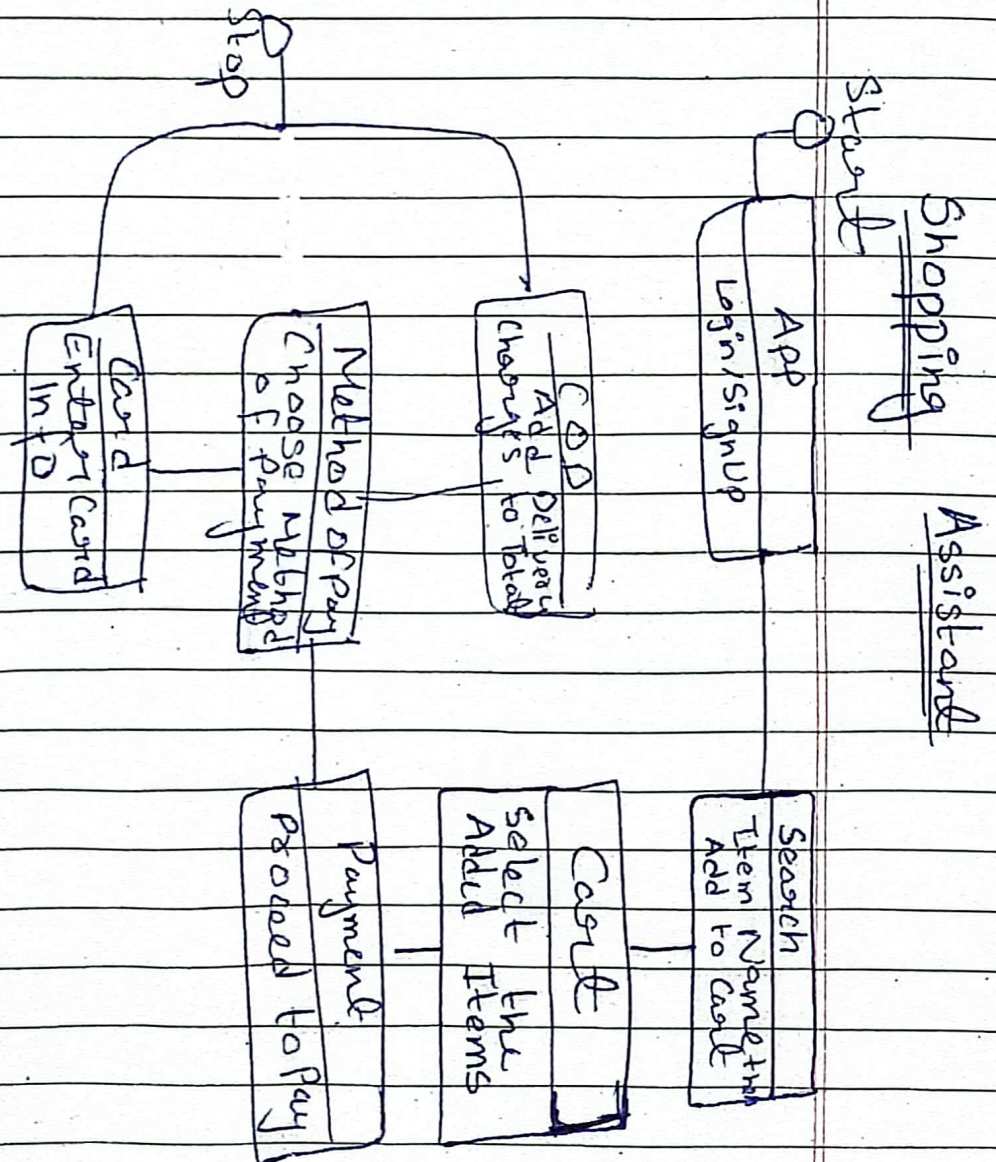 Shopping Assistant
Start
App
Login/SignUp
Search
Item Name then
Add to Cart
Cart
Select the
Added Items
Payment
Proceed to Pay
Method of Pay
Choose Method
of Payment
COD
Add Delivery
Charges to Total
Card
Enter Card
Info
Stop